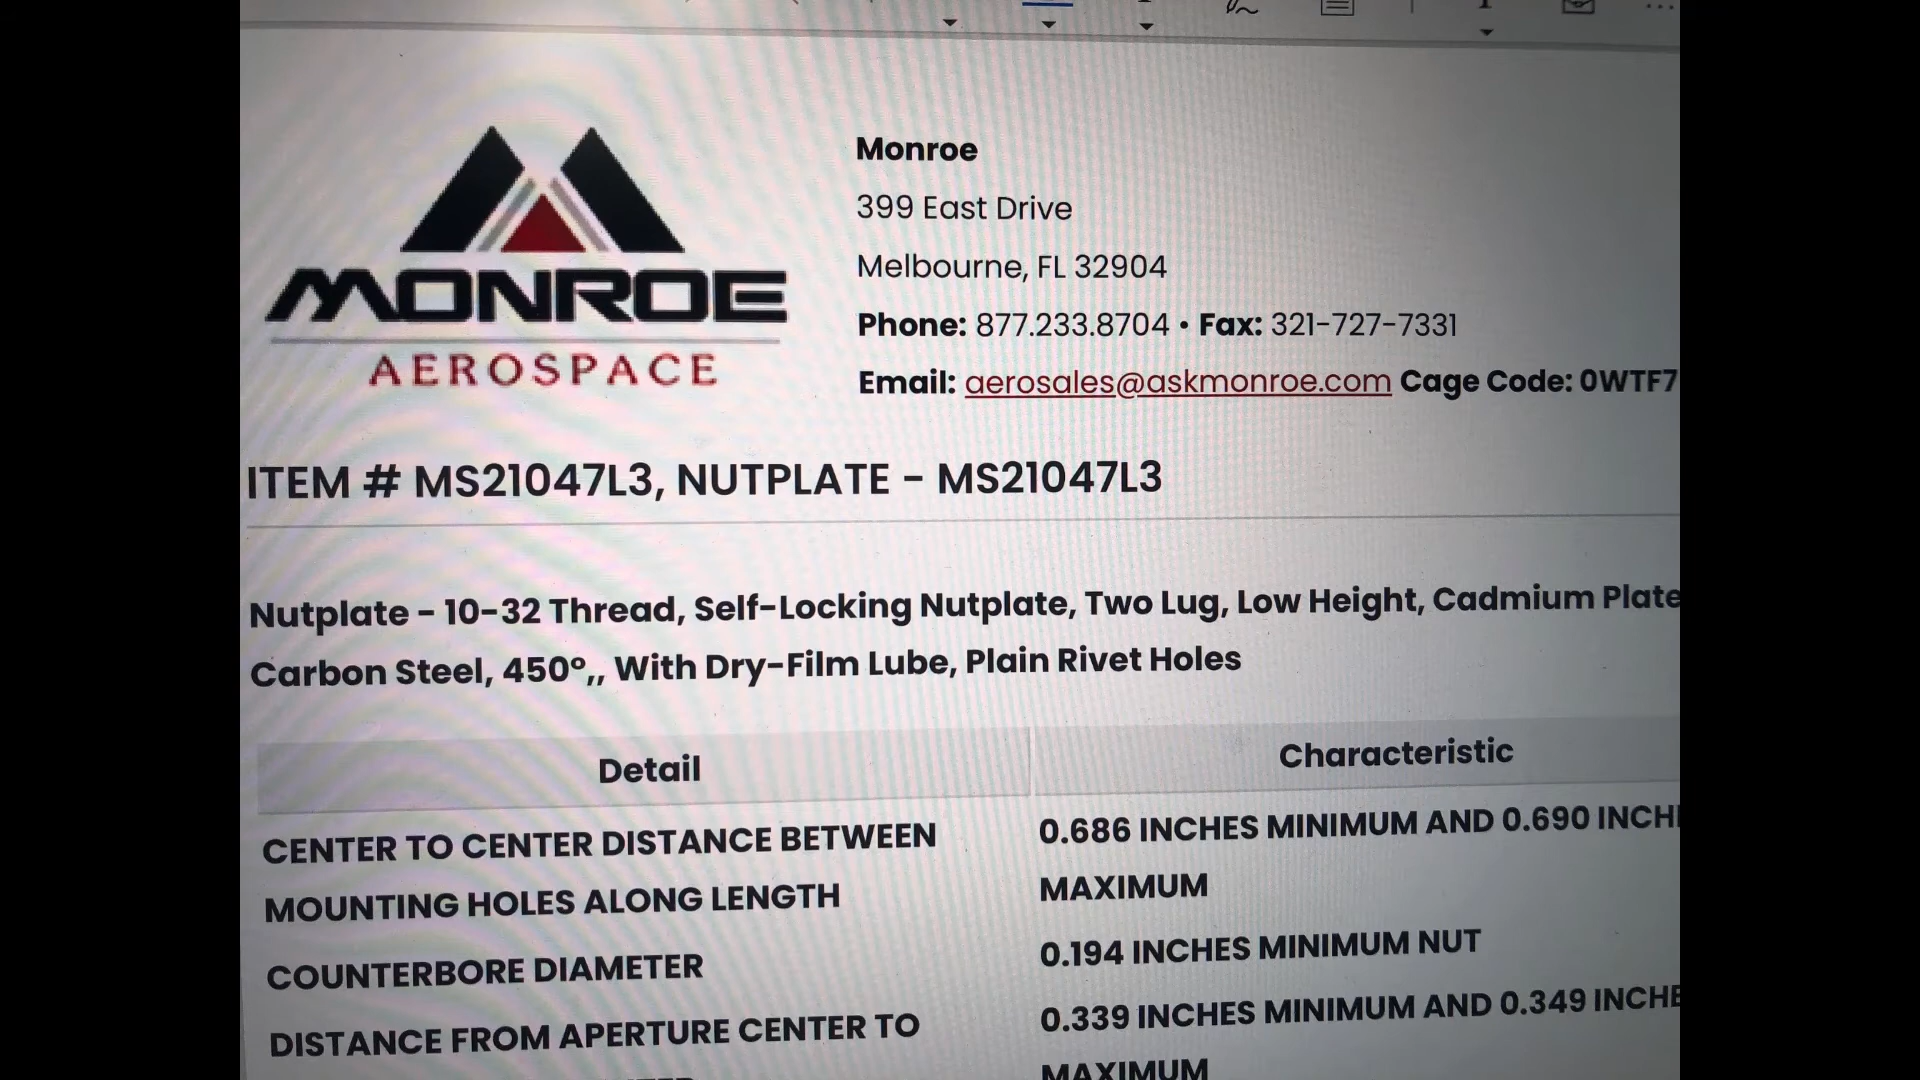 MONROE
AEROSPACE
Monroe
399 East Drive
Melbourne, FL 32904
Phone: 877.233.8704 • Fax: 321-727-7331
Email: aerosales@askmonroe.com Cage Code: 0WTF7
ITEM # MS21047L3, NUTPLATE - MS21047L3
Nutplate - 10-32 Thread, Self-Locking Nutplate, Two Lug, Low Height, Cadmium Plate
Carbon Steel, 450°,, With Dry-Film Lube, Plain Rivet Holes
Detail Characteristic
CENTER TO CENTER DISTANCE BETWEEN 0.686 INCHES MINIMUM AND 0.690 INCH
MOUNTING HOLES ALONG LENGTH MAXIMUM
COUNTERBORE DIAMETER 0.194 INCHES MINIMUM NUT
DISTANCE FROM APERTURE CENTER TO 0.339 INCHES MINIMUM AND 0.349 INCHE
MAXIMUM